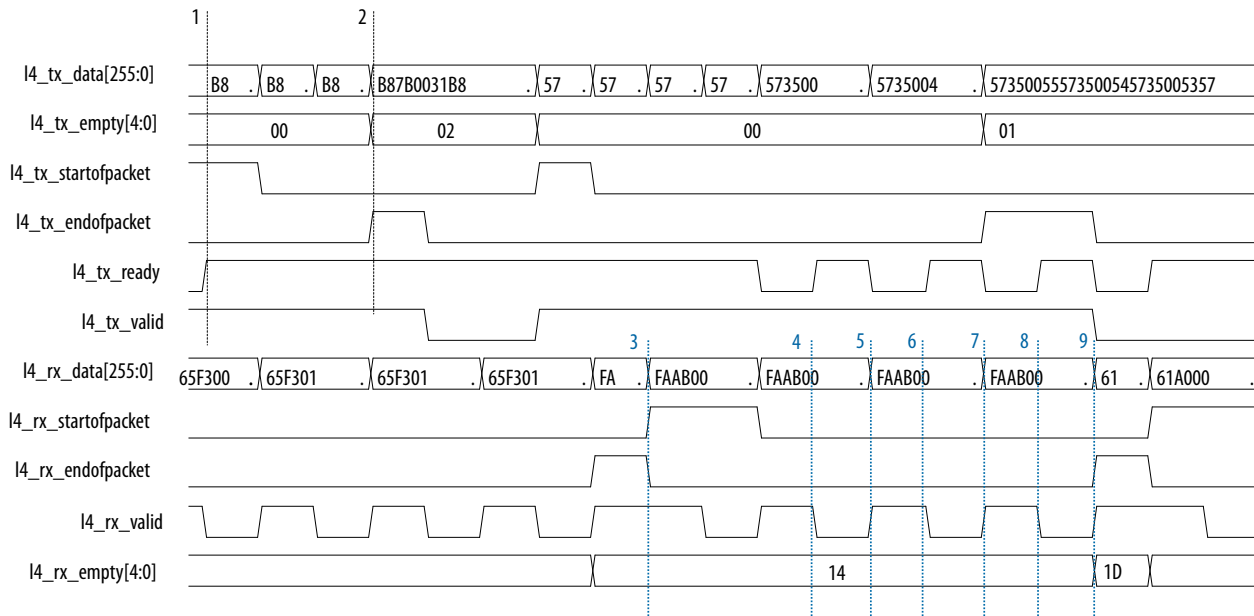 1 2
l4_tx_data[255:0] B8 . B8 . B8 . B87B0031B8 . 57 . 57 . 57 . 57 . 573500 . 5735004 . 57350055573500545735005357
l4_tx_empty[4:0] 00 02 00 01
l4_tx_startofpacket
l4_tx_endofpacket
l4_tx_ready
l4_tx_valid
3 4 5 6 7 8 9
l4_rx_data[255:0] 65F300 . 65F301 . 65F301 . 65F301 . FA . FAAB00 . FAAB00 . FAAB00 . FAAB00 . 61 . 61A000 .
l4_rx_startofpacket
l4_rx_endofpacket
l4_rx_valid
l4_rx_empty[4:0] 14 1D